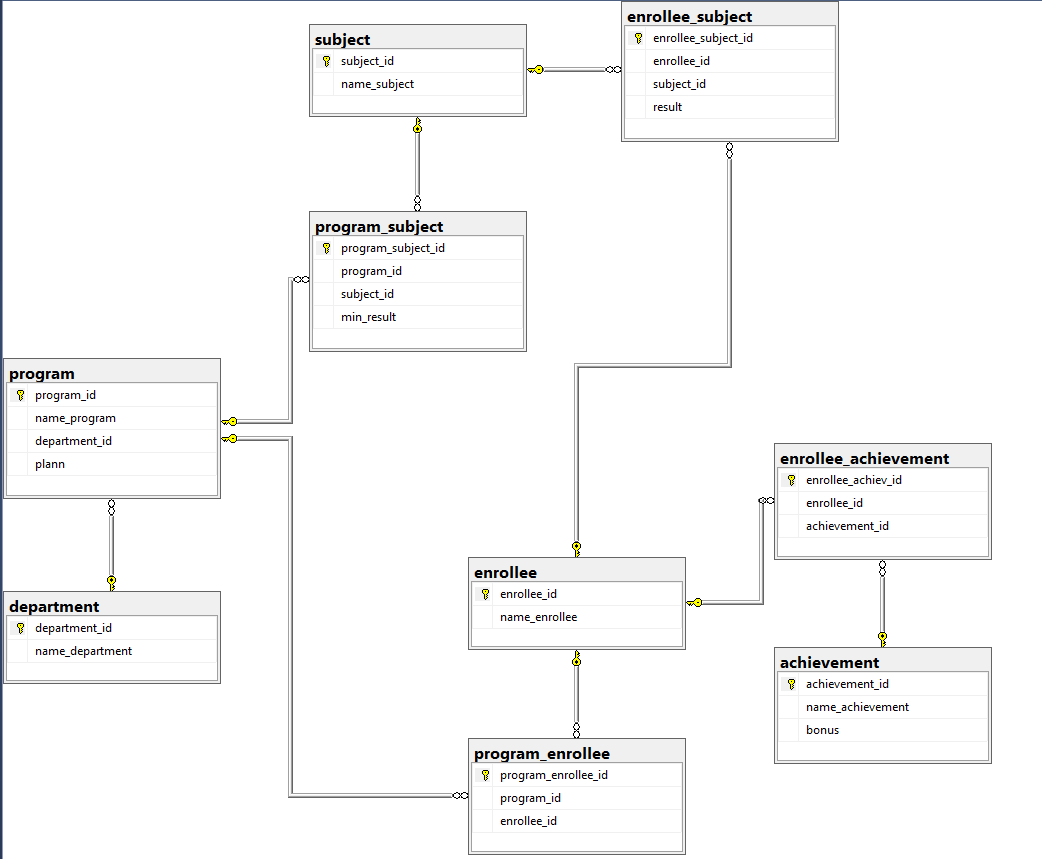 subject
subject_id
name_subject
enrollee_subject
enrollee_subject_id
enrollee_id
subject_id
result
program_subject
program_subject_id
program_id
subject_id
min_result
program
program_id
name_program
department_id
plann
department
department_id
name_department
enrollee_achievement
enrollee_achiev_id
enrollee_id
achievement_id
enrollee
enrollee_id
name_enrollee
achievement
achievement_id
name_achievement
bonus
program_enrollee
program_enrollee_id
program_id
enrollee_id